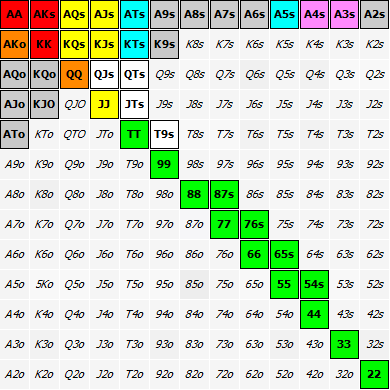 AA AKs AQs AJs ATs A9s A8s A7s A6s A5s A4s A3s A2s
AKo KK KQs KJs KTs K9s K8s K7s K6s K5s K4s K3s K2s
AQo KQo QQ QJs QTs Q9s Q8s Q7s Q6s Q5s Q4s Q3s Q2s
AJo KJO QJO JJ JTs J9s J8s J7s J6s J5s J4s J3s J2s
ATo KTo QTO JTo TT T9s T8s T7s T6s T5s T4s T3s T2s
A9o K9o Q9o J9o T9o 99 98s 97s 96s 95s 94s 93s 92s
A8o K8o Q8o J8o T8o 98o 88 87s 86s 85s 84s 83s 82s
A7o K7o Q7o J7o T7o 97o 87o 77 76s 75s 74s 73s 72s
A6o K6o Q6o J6o T6o 96o 86o 76o 66 65s 64s 63s 62s
A5o 5Ko Q5o J5o T5o 95o 85o 75o 65o 55 54s 53s 52s
A4o K4o Q4o J4o T4o 94o 84o 74o 64o 54o 44 43s 42s
A3o K3o Q3o J3o T3o 93o 83o 73o 63o 53o 43o 33 32s
A2o K2o Q2o J2o T2o 92o 82o 72o 62o 52o 42o 32o 22